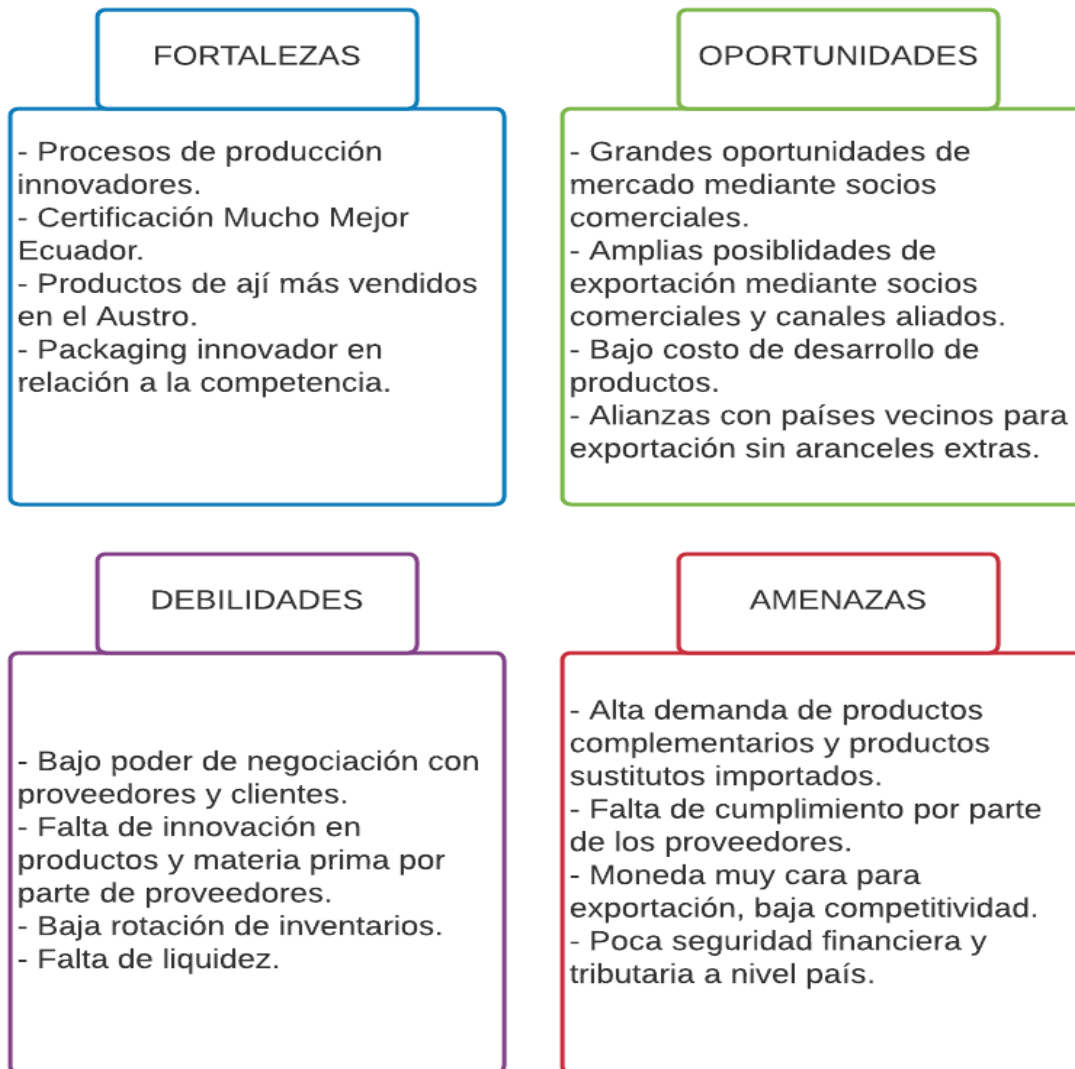 FORTALEZAS
- Procesos de producción
innovadores.
- Certificación Mucho Mejor
Ecuador.
- Productos de ají más vendidos
en el Austro.
- Packaging innovador en
relación a la competencia.
OPORTUNIDADES
- Grandes oportunidades de
mercado mediante socios
comerciales.
- Amplias posiblidades de
exportación mediante socios
comerciales y canales aliados.
- Bajo costo de desarrollo de
productos.
- Alianzas con países vecinos para
exportación sin aranceles extras.
DEBILIDADES
- Bajo poder de negociación con
proveedores y clientes.
- Falta de innovación en
productos y materia prima por
parte de proveedores.
- Baja rotación de inventarios.
- Falta de liquidez.
AMENAZAS
- Alta demanda de productos
complementarios y productos
sustitutos importados.
- Falta de cumplimiento por parte
de los proveedores.
- Moneda muy cara para
exportación, baja competitividad.
- Poca seguridad financiera y
tributaria a nivel país.